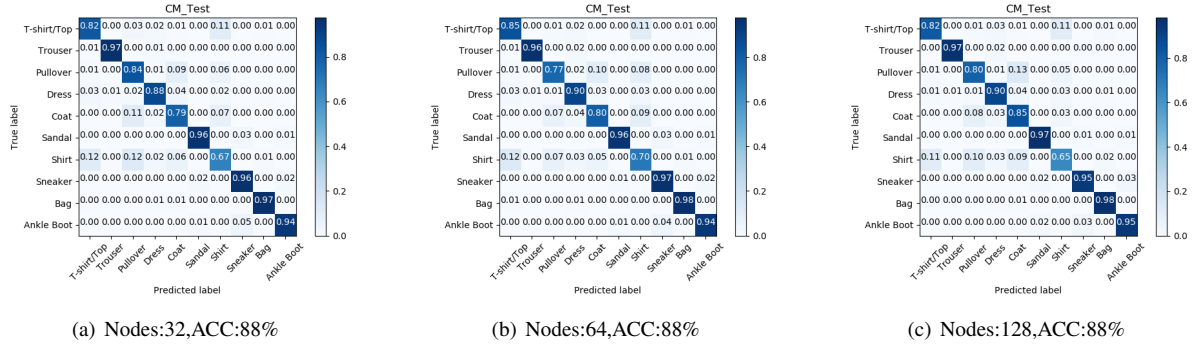 CM_Test
T-shirt/Top 0.82 0.00 0.03 0.02 0.01 0.00 0.11 0.00 0.01 0.00
Trouser 0.01 0.97 0.00 0.02 0.00 0.00 0.00 0.00 0.00 0.00
Pullover 0.01 0.00 0.84 0.01 0.09 0.00 0.06 0.00 0.00 0.00
Dress 0.03 0.01 0.02 0.88 0.04 0.00 0.02 0.00 0.00 0.00
Coat 0.00 0.00 0.11 0.02 0.79 0.00 0.07 0.00 0.00 0.00
Sandal 0.00 0.00 0.00 0.00 0.00 0.96 0.00 0.03 0.00 0.01
Shirt 0.12 0.00 0.12 0.02 0.06 0.00 0.67 0.00 0.01 0.00
Sneaker 0.00 0.00 0.00 0.00 0.00 0.02 0.00 0.96 0.00 0.02
Bag 0.00 0.00 0.00 0.01 0.01 0.00 0.00 0.00 0.97 0.00
Ankle Boot 0.00 0.00 0.00 0.00 0.00 0.01 0.00 0.05 0.00 0.94
True label
T-shirt/Top Trouser Pullover Dress Coat Sandal Shirt Sneaker Bag Ankle Boot
Predicted label
0.8
0.6
0.4
0.2
0.0
(a) Nodes:32,ACC:88%
CM_Test
T-shirt/Top 0.85 0.00 0.01 0.02 0.00 0.00 0.11 0.00 0.01 0.00
Trouser 0.01 0.96 0.00 0.02 0.00 0.00 0.00 0.00 0.00 0.00
Pullover 0.01 0.00 0.77 0.02 0.10 0.00 0.08 0.00 0.00 0.00
Dress 0.03 0.01 0.01 0.90 0.03 0.00 0.03 0.00 0.01 0.00
Coat 0.00 0.00 0.07 0.04 0.80 0.00 0.09 0.00 0.00 0.00
Sandal 0.00 0.00 0.00 0.00 0.00 0.96 0.00 0.03 0.00 0.01
Shirt 0.12 0.00 0.07 0.03 0.05 0.00 0.70 0.00 0.01 0.00
Sneaker 0.00 0.00 0.00 0.00 0.00 0.01 0.00 0.97 0.00 0.02
Bag 0.00 0.00 0.00 0.01 0.00 0.00 0.00 0.00 0.98 0.00
Ankle Boot 0.00 0.00 0.00 0.00 0.00 0.01 0.00 0.04 0.00 0.94
True label
T-shirt/Top Trouser Pullover Dress Coat Sandal Shirt Sneaker Bag Ankle Boot
Predicted label
0.8
0.6
0.4
0.2
0.0
(b) Nodes:64,ACC:88%
CM_Test
T-shirt/Top 0.82 0.00 0.01 0.03 0.01 0.00 0.11 0.00 0.01 0.00
Trouser 0.00 0.97 0.00 0.02 0.00 0.00 0.00 0.00 0.00 0.00
Pullover 0.01 0.00 0.80 0.01 0.13 0.00 0.05 0.00 0.00 0.00
Dress 0.01 0.01 0.01 0.90 0.04 0.00 0.03 0.00 0.00 0.00
Coat 0.00 0.00 0.08 0.03 0.85 0.00 0.03 0.00 0.00 0.00
Sandal 0.00 0.00 0.00 0.00 0.00 0.97 0.00 0.01 0.00 0.01
Shirt 0.11 0.00 0.10 0.03 0.09 0.00 0.65 0.00 0.02 0.00
Sneaker 0.00 0.00 0.00 0.00 0.00 0.02 0.00 0.95 0.00 0.03
Bag 0.00 0.00 0.00 0.01 0.00 0.00 0.00 0.00 0.98 0.00
Ankle Boot 0.00 0.00 0.00 0.00 0.00 0.02 0.00 0.03 0.00 0.95
True label
T-shirt/Top Trouser Pullover Dress Coat Sandal Shirt Sneaker Bag Ankle Boot
Predicted label
0.8
0.6
0.4
0.2
0.0
(c) Nodes:128,ACC:88%